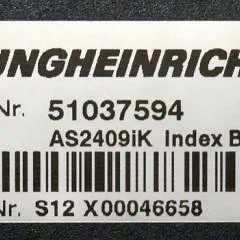 UNGHEINRICH
Nr. 51037594
AS2409iK Index B
Nr. S12 X00046658